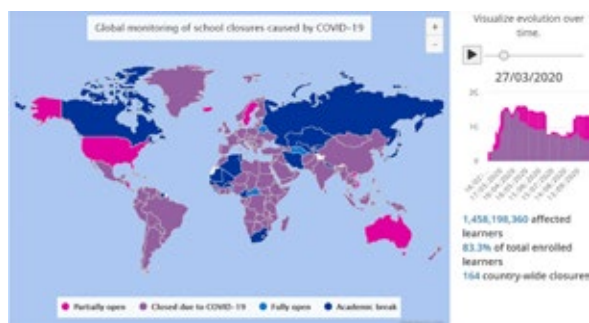 Global monitoring of school closures caused by COVID-19
+
-
Visualize evolution over
time.
27/03/2020
1,458,198,360 affected
learners
83.3% of total enrolled
learners
164 country-wide closures
Partially open
Closed due to COVID-19
Fully open
Academic break